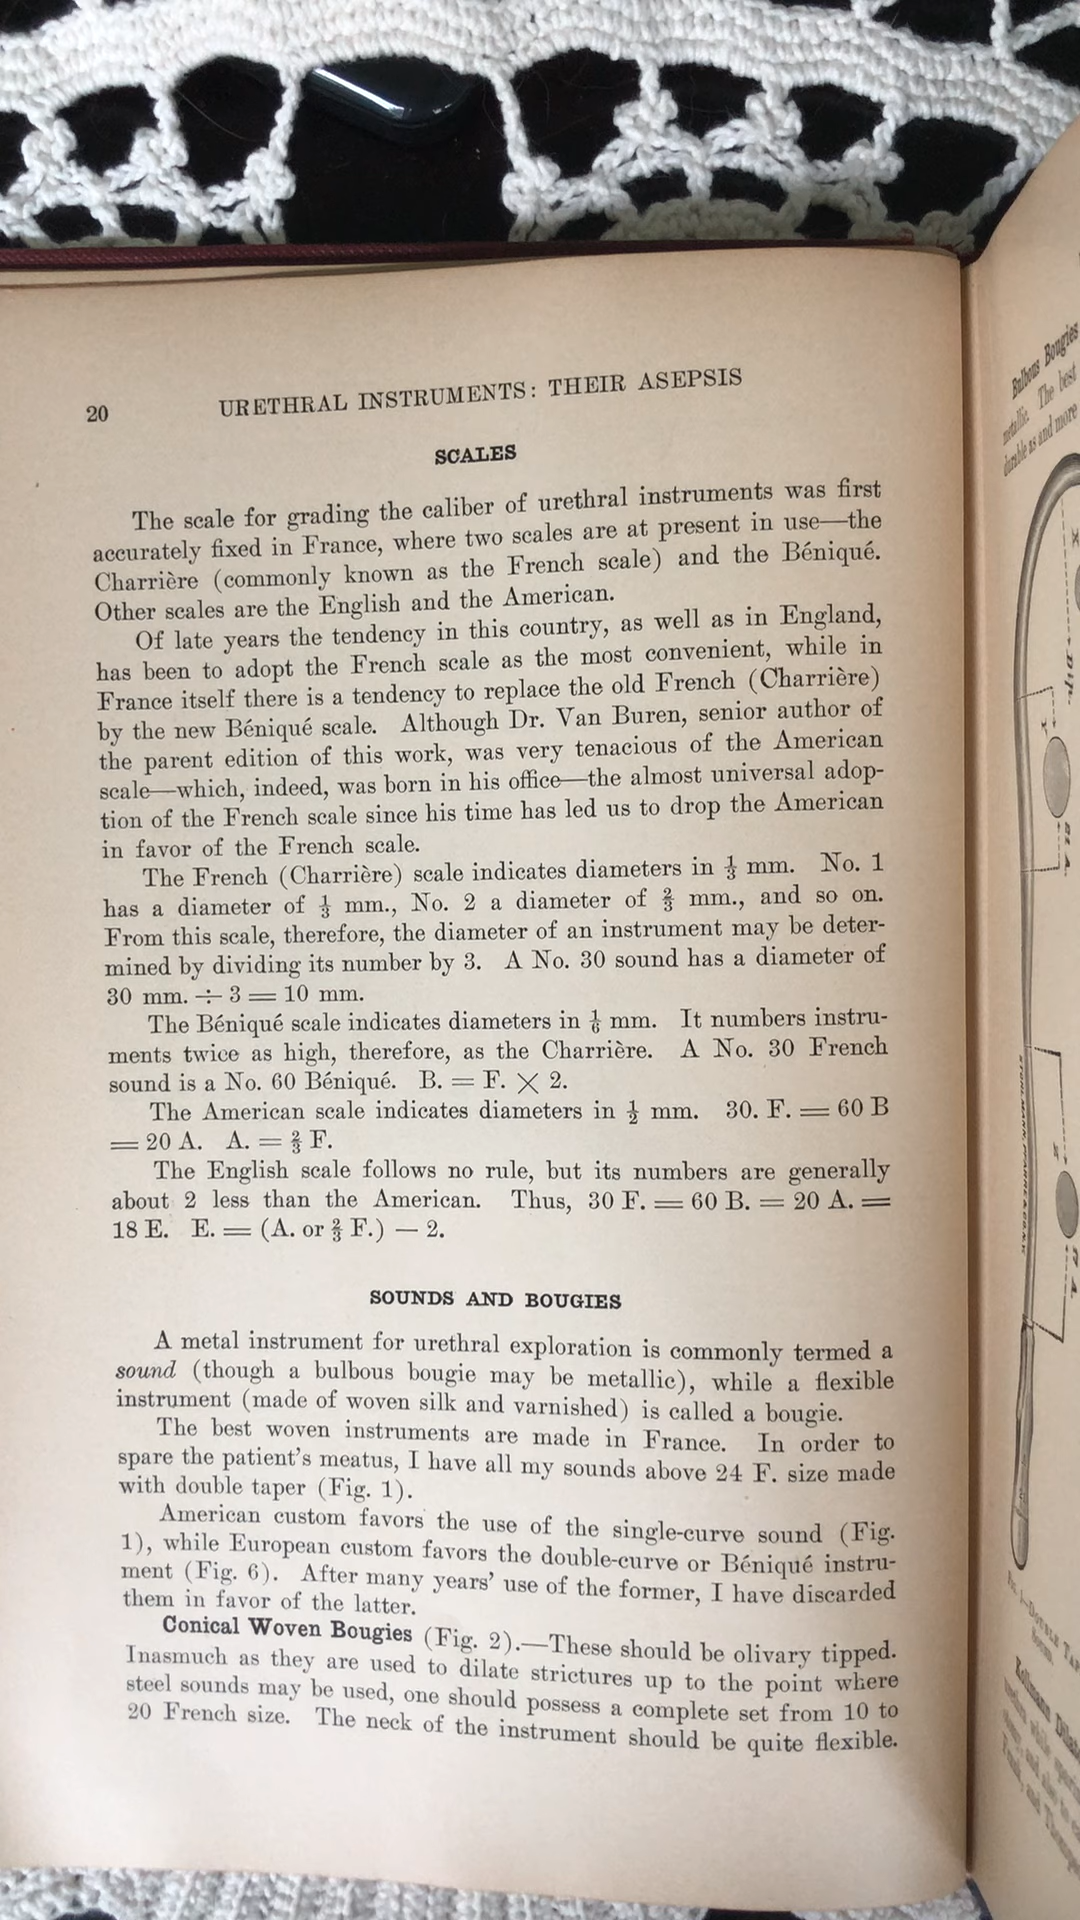 20 URETHRAL INSTRUMENTS: THEIR ASEPSIS
SCALES
The scale for grading the caliber of urethral instruments was first
accurately fixed in France, where two scales are at present in use—the
Charrière (commonly known as the French scale) and the Béniqué.
Other scales are the English and the American.
Of late years the tendency in this country, as well as in England,
has been to adopt the French scale as the most convenient, while in
France itself there is a tendency to replace the old French (Charrière)
by the new Béniqué scale. Although Dr. Van Buren, senior author of
the parent edition of this work, was very tenacious of the American
scale—which, indeed, was born in his office—the almost universal adop-
tion of the French scale since his time has led us to drop the American
in favor of the French scale.
The French (Charrière) scale indicates diameters in ⅓ mm. No. 1
has a diameter of ⅓ mm., No. 2 a diameter of ⅔ mm., and so on.
From this scale, therefore, the diameter of an instrument may be deter-
mined by dividing its number by 3. A No. 30 sound has a diameter of
30 mm. ÷ 3 = 10 mm.
The Béniqué scale indicates diameters in ⅙ mm. It numbers instru-
ments twice as high, therefore, as the Charrière. A No. 30 French
sound is a No. 60 Béniqué. B. = F. × 2.
The American scale indicates diameters in ½ mm. 30. F. = 60 B
= 20 A. A. = ⅔ F.
The English scale follows no rule, but its numbers are generally
about 2 less than the American. Thus, 30 F. = 60 B. = 20 A. =
18 E. E. = (A. or ⅔ F.) — 2.
SOUNDS AND BOUGIES
A metal instrument for urethral exploration is commonly termed a
sound (though a bulbous bougie may be metallic), while a flexible
instrument (made of woven silk and varnished) is called a bougie.
The best woven instruments are made in France. In order to
spare the patient's meatus, I have all my sounds above 24 F. size made
with double taper (Fig. 1).
American custom favors the use of the single-curve sound (Fig.
1), while European custom favors the double-curve or Béniqué instru-
ment (Fig. 6). After many years' use of the former, I have discarded
them in favor of the latter.
Conical Woven Bougies (Fig. 2).—These should be olivary tipped.
Inasmuch as they are used to dilate strictures up to the point where
steel sounds may be used, one should possess a complete set from 10 to
20 French size. The neck of the instrument should be quite flexible.
Bulbous Bougies
metallic. The best
durable as and more